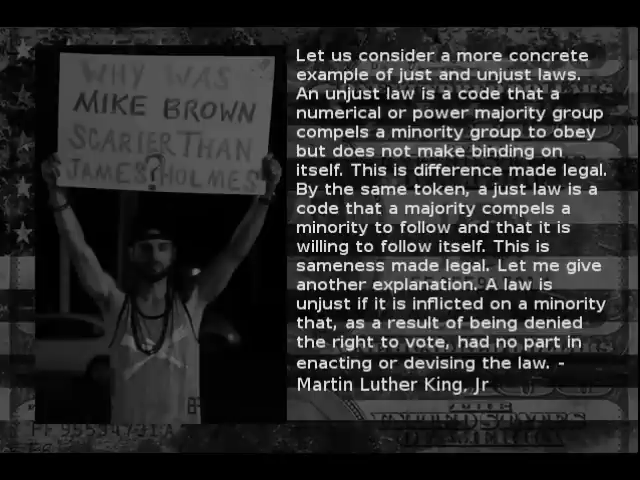 WHY WAS
MIKE BROWN
SCARIER THAN
JAMES HOLMES?
Let us consider a more concrete
example of just and unjust laws.
An unjust law is a code that a
numerical or power majority group
compels a minority group to obey
but does not make binding on
itself. This is difference made legal.
By the same token, a just law is a
code that a majority compels a
minority to follow and that it is
willing to follow itself. This is
sameness made legal. Let me give
another explanation. A law is
unjust if it is inflicted on a minority
that, as a result of being denied
the right to vote, had no part in
enacting or devising the law. -
Martin Luther King, Jr
THE
UNITED STATES
OF AMERICA